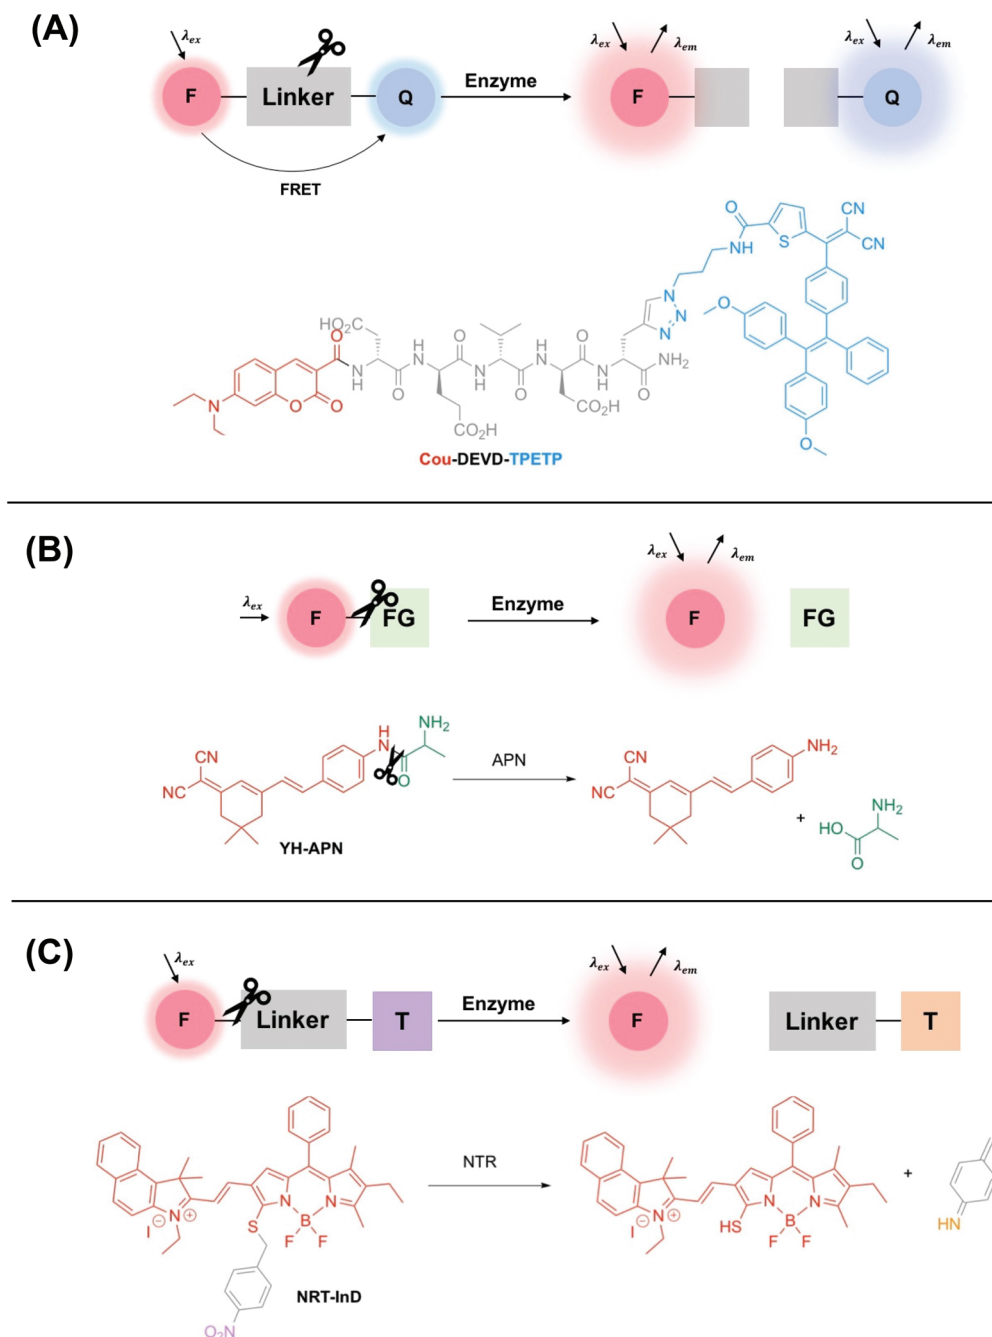 (A)
λex
F
Linker
Q
FRET
Enzyme
λex
λem
F
λex
λem
Q
O
NH
S
CN
CN
N
N
N
O
O
HO2C
O
N
H
O
H
N
O
N
H
O
H
N
O
N
H
NH2
O
N
O
O
CO2H
CO2H
Cou-DEVD-TPETP
(B)
λex
F
FG
Enzyme
λex
λem
F
FG
CN
NC
H
N
NH2
O
YH-APN
APN
CN
NC
NH2
+
NH2
HO
O
(C)
λex
F
Linker
T
Enzyme
λex
λem
F
Linker
T
I⊖
N⊕
S
N
B
N
F
F
O2N
NRT-InD
NTR
I⊖
N⊕
HS
N
B
N
F
F
+
HN